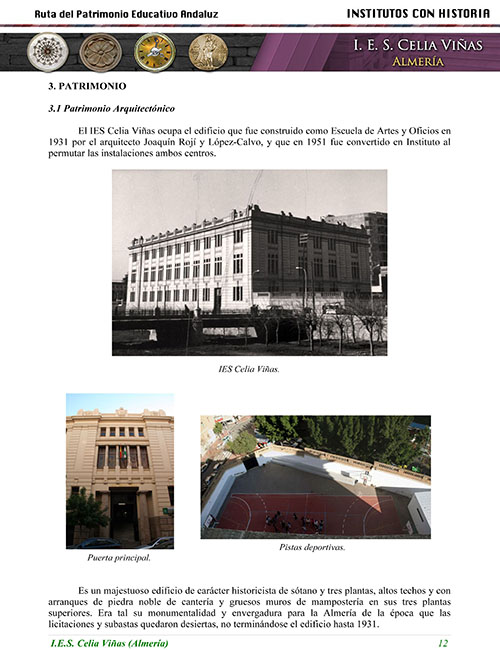 Ruta del Patrimonio Educativo Andaluz
INSTITUTOS CON HISTORIA
I. E. S. CELIA VIÑAS
ALMERÍA
3. PATRIMONIO
3.1 Patrimonio Arquitectónico
El IES Celia Viñas ocupa el edificio que fue construido como Escuela de Artes y Oficios en
1931 por el arquitecto Joaquín Rojí y López-Calvo, y que en 1951 fue convertido en Instituto al
permutar las instalaciones ambos centros.
IES Celia Viñas.
Puerta principal.
Pistas deportivas.
Es un majestuoso edificio de carácter historicista de sótano y tres plantas, altos techos y con
arranques de piedra noble de cantería y gruesos muros de mampostería en sus tres plantas
superiores. Era tal su monumentalidad y envergadura para la Almería de la época que las
licitaciones y subastas quedaron desiertas, no terminándose el edificio hasta 1931.
I.E.S. Celia Viñas (Almería)
12